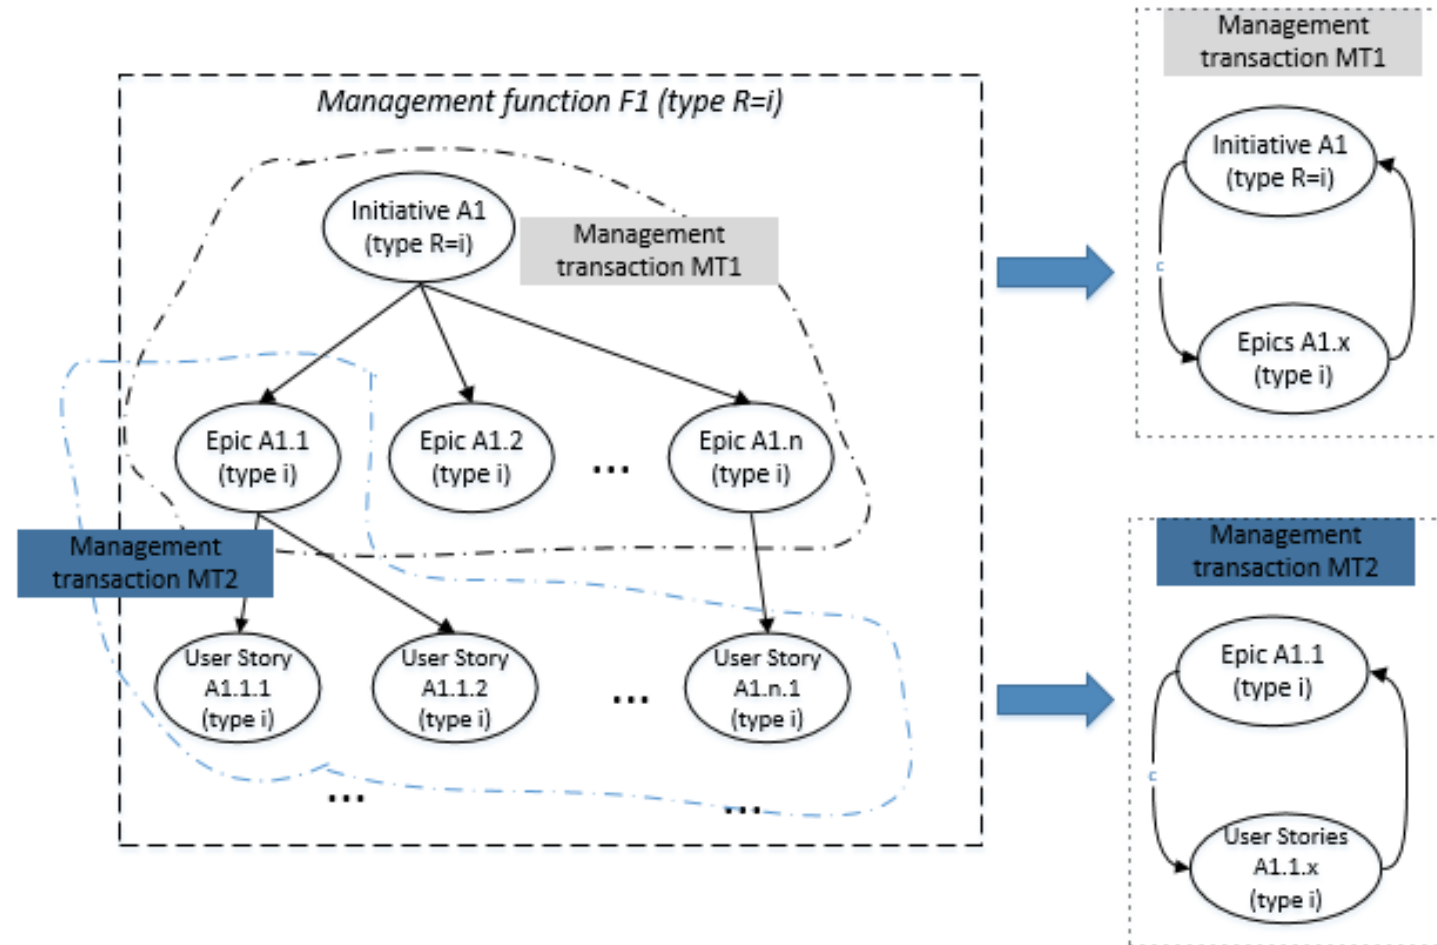 Management function F1 (type R=i)
Initiative A1
(type R=i)
Management
transaction MT1
Epic A1.1
(type i)
Epic A1.2
(type i)
...
Epic A1.n
(type i)
Management
transaction MT2
User Story
A1.1.1
(type i)
User Story
A1.1.2
(type i)
...
User Story
A1.n.1
(type i)
...
...
Management
transaction MT1
Initiative A1
(type R=i)
c
Epics A1.x
(type i)
Management
transaction MT2
Epic A1.1
(type i)
c
User Stories
A1.1.x
(type i)